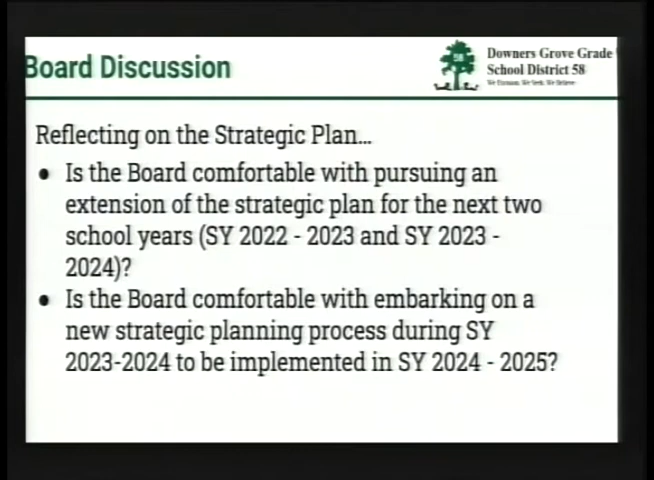 Board Discussion
58
Downers Grove Grade
School District 58
Reflecting on the Strategic Plan...
● Is the Board comfortable with pursuing an
extension of the strategic plan for the next two
school years (SY 2022 - 2023 and SY 2023 -
2024)?
● Is the Board comfortable with embarking on a
new strategic planning process during SY
2023-2024 to be implemented in SY 2024 - 2025?